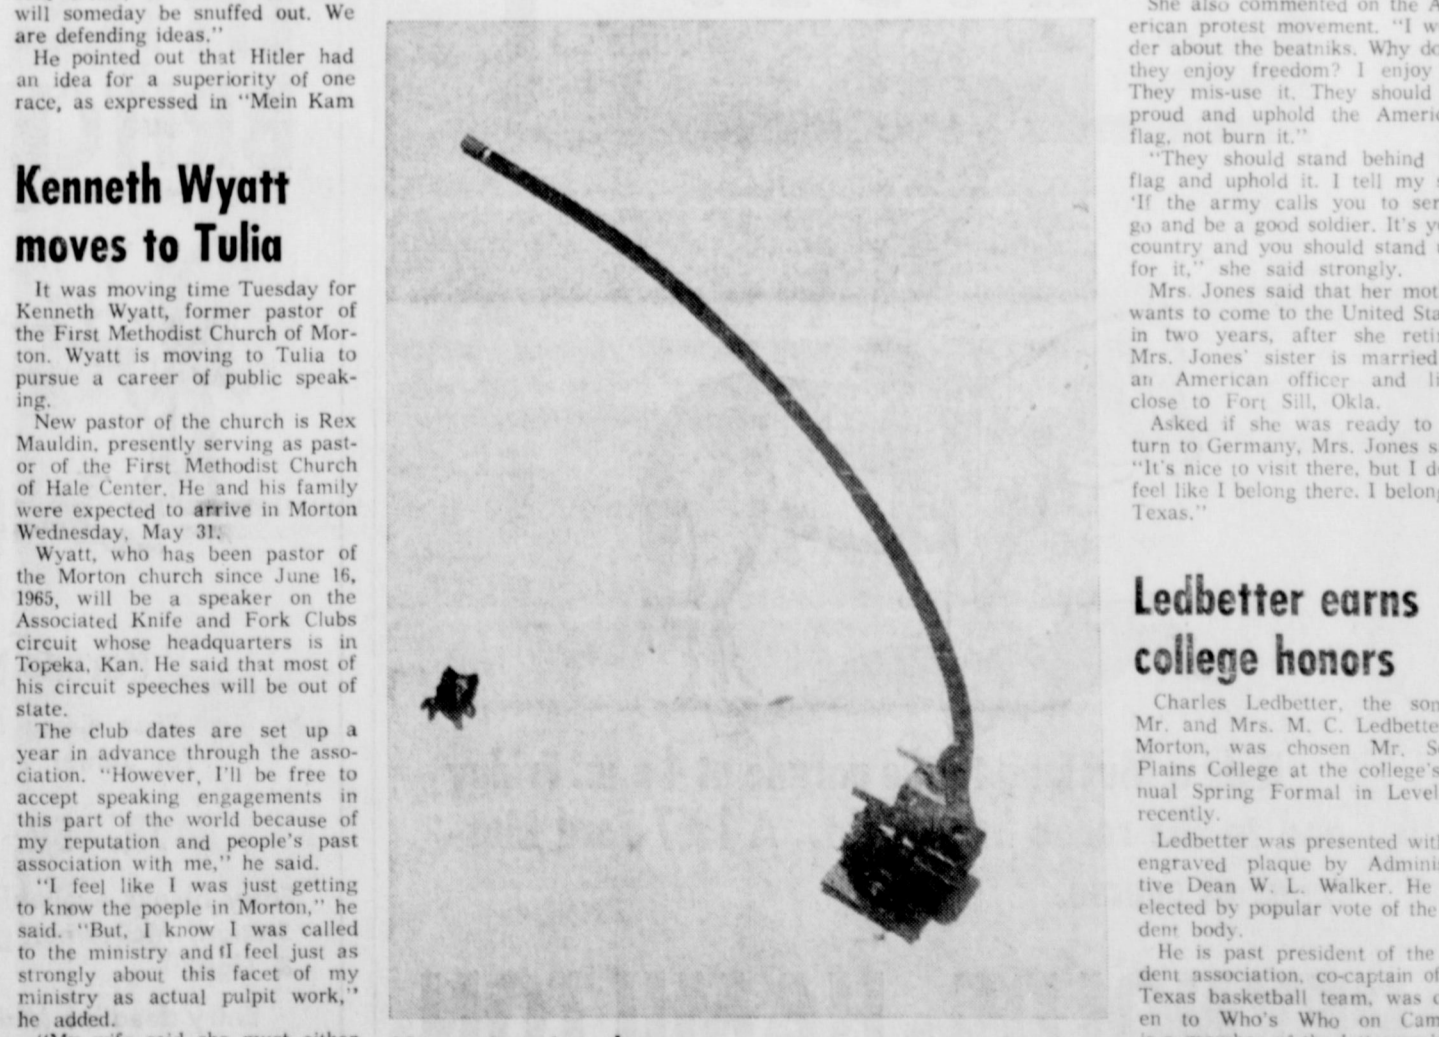 will someday be snuffed out. We
are defending ideas."
He pointed out that Hitler had
an idea for a superiority of one
race, as expressed in "Mein Kam
Kenneth Wyatt
moves to Tulia
It was moving time Tuesday for
Kenneth Wyatt, former pastor of
the First Methodist Church of Mor-
ton. Wyatt is moving to Tulia to
pursue a career of public speak-
ing.
New pastor of the church is Rex
Mauldin, presently serving as past-
or of the First Methodist Church
of Hale Center. He and his family
were expected to arrive in Morton
Wednesday, May 31.
Wyatt, who has been pastor of
the Morton church since June 16,
1965, will be a speaker on the
Associated Knife and Fork Clubs
circuit whose headquarters is in
Topeka, Kan. He said that most of
his circuit speeches will be out of
state.
The club dates are set up a
year in advance through the asso-
ciation. "However, I'll be free to
accept speaking engagements in
this part of the world because of
my reputation and people's past
association with me," he said.
"I feel like I was just getting
to know the poeple in Morton," he
said. "But, I know I was called
to the ministry and I feel just as
strongly about this facet of my
ministry as actual pulpit work,"
he added.
She also commented on the A
erican protest movement. "I w
der about the beatniks. Why do
they enjoy freedom? I enjoy
They mis-use it. They should
proud and uphold the Americ
flag, not burn it."
"They should stand behind
flag and uphold it. I tell my
'If the army calls you to ser
go and be a good soldier. It's y
country and you should stand
for it," she said strongly.
Mrs. Jones said that her mot
wants to come to the United Sta
in two years, after she reti
Mrs. Jones' sister is married
an American officer and li
close to Fort Sill, Okla.
Asked if she was ready to
turn to Germany, Mrs. Jones s
"It's nice to visit there, but I d
feel like I belong there. I belong
Texas."
Ledbetter earns
college honors
Charles Ledbetter, the son
Mr. and Mrs. M. C. Ledbette
Morton, was chosen Mr. S
Plains College at the college's
nual Spring Formal in Level
recently.
Ledbetter was presented with
engraved plaque by Admini
tive Dean W. L. Walker. He
elected by popular vote of the
dent body.
He is past president of the
dent association, co-captain of
Texas basketball team, was c
en to Who's Who on Cam